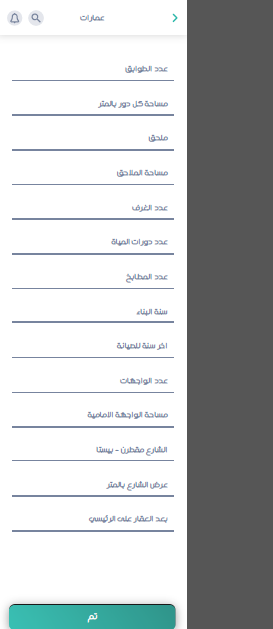 عمارات
عدد الطوابق
مساحة كل دور بالمتر
ملحق
مساحة الملاحق
عدد الغرف
عدد دورات المياة
عدد المطابخ
سنة البناء
اخر سنة للصيانة
عدد الواجهات
مساحة الواجهة الامامية
الشارع مقطرن - بيستا
عرض الشارع بالمتر
بعد العقار على الرئيسي
تم